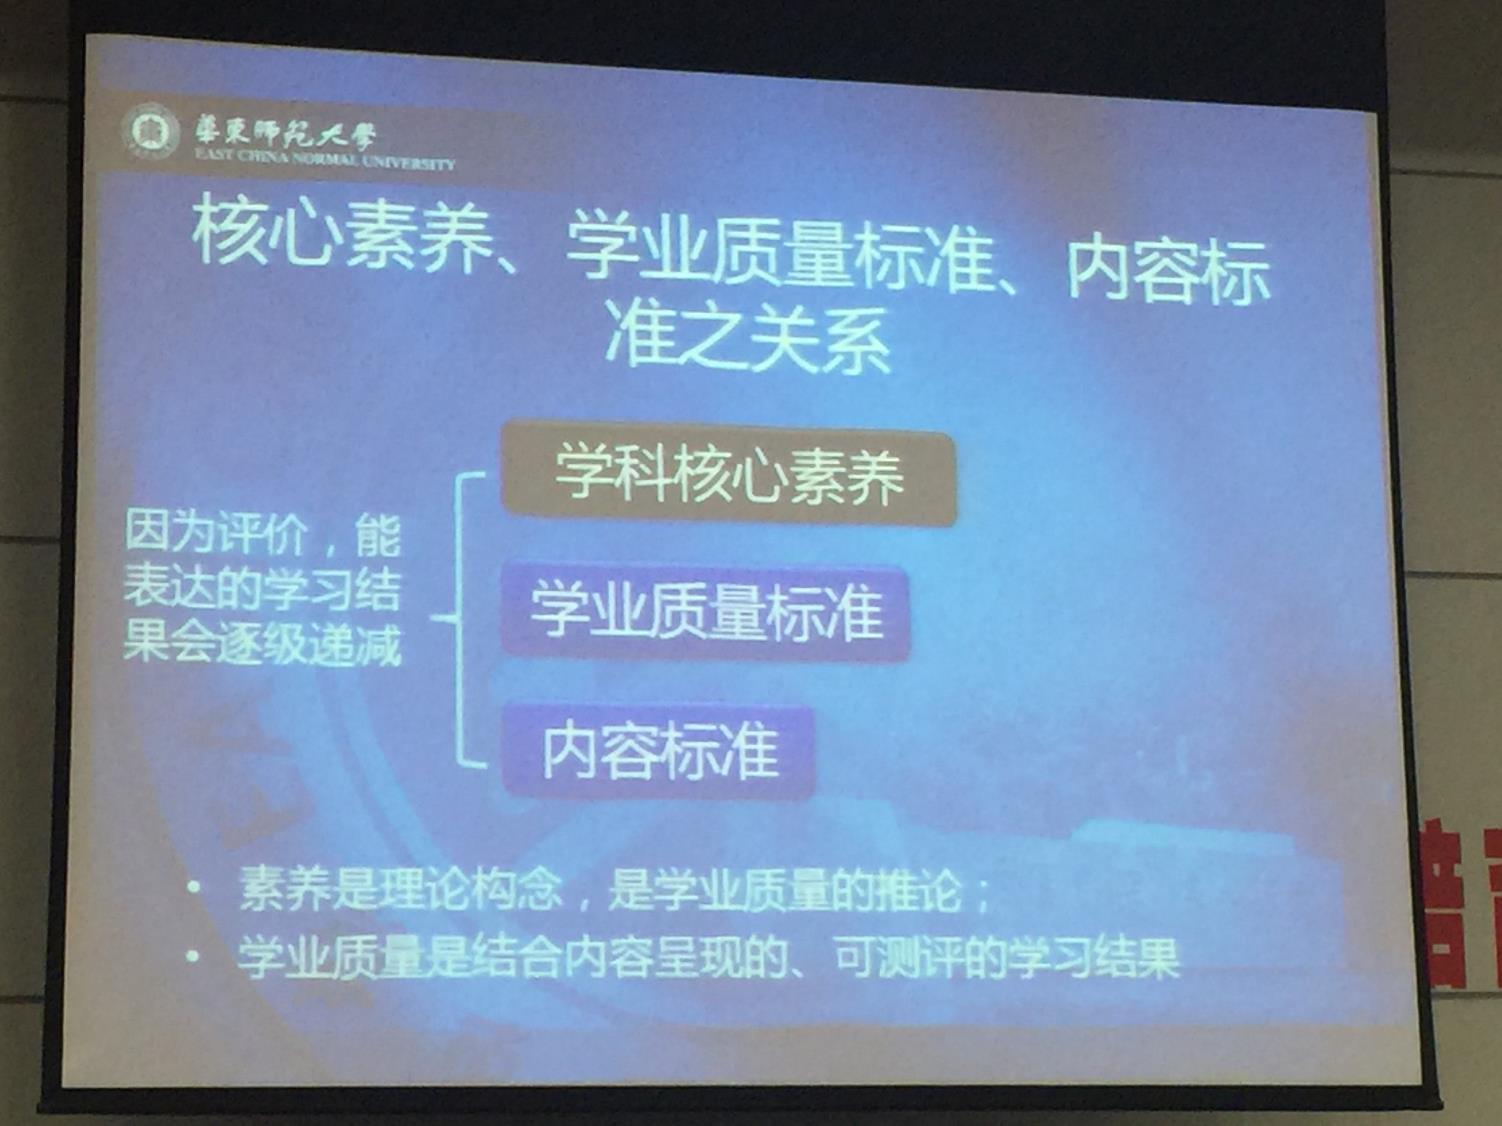 華東師範大學
EAST CHINA NORMAL UNIVERSITY
核心素养、学业质量标准、内容标
准之关系
学科核心素养
因为评价，能
表达的学习结
果会逐级递减
学业质量标准
内容标准
• 素养是理论构念，是学业质量的推论；
• 学业质量是结合内容呈现的、可测评的学习结果